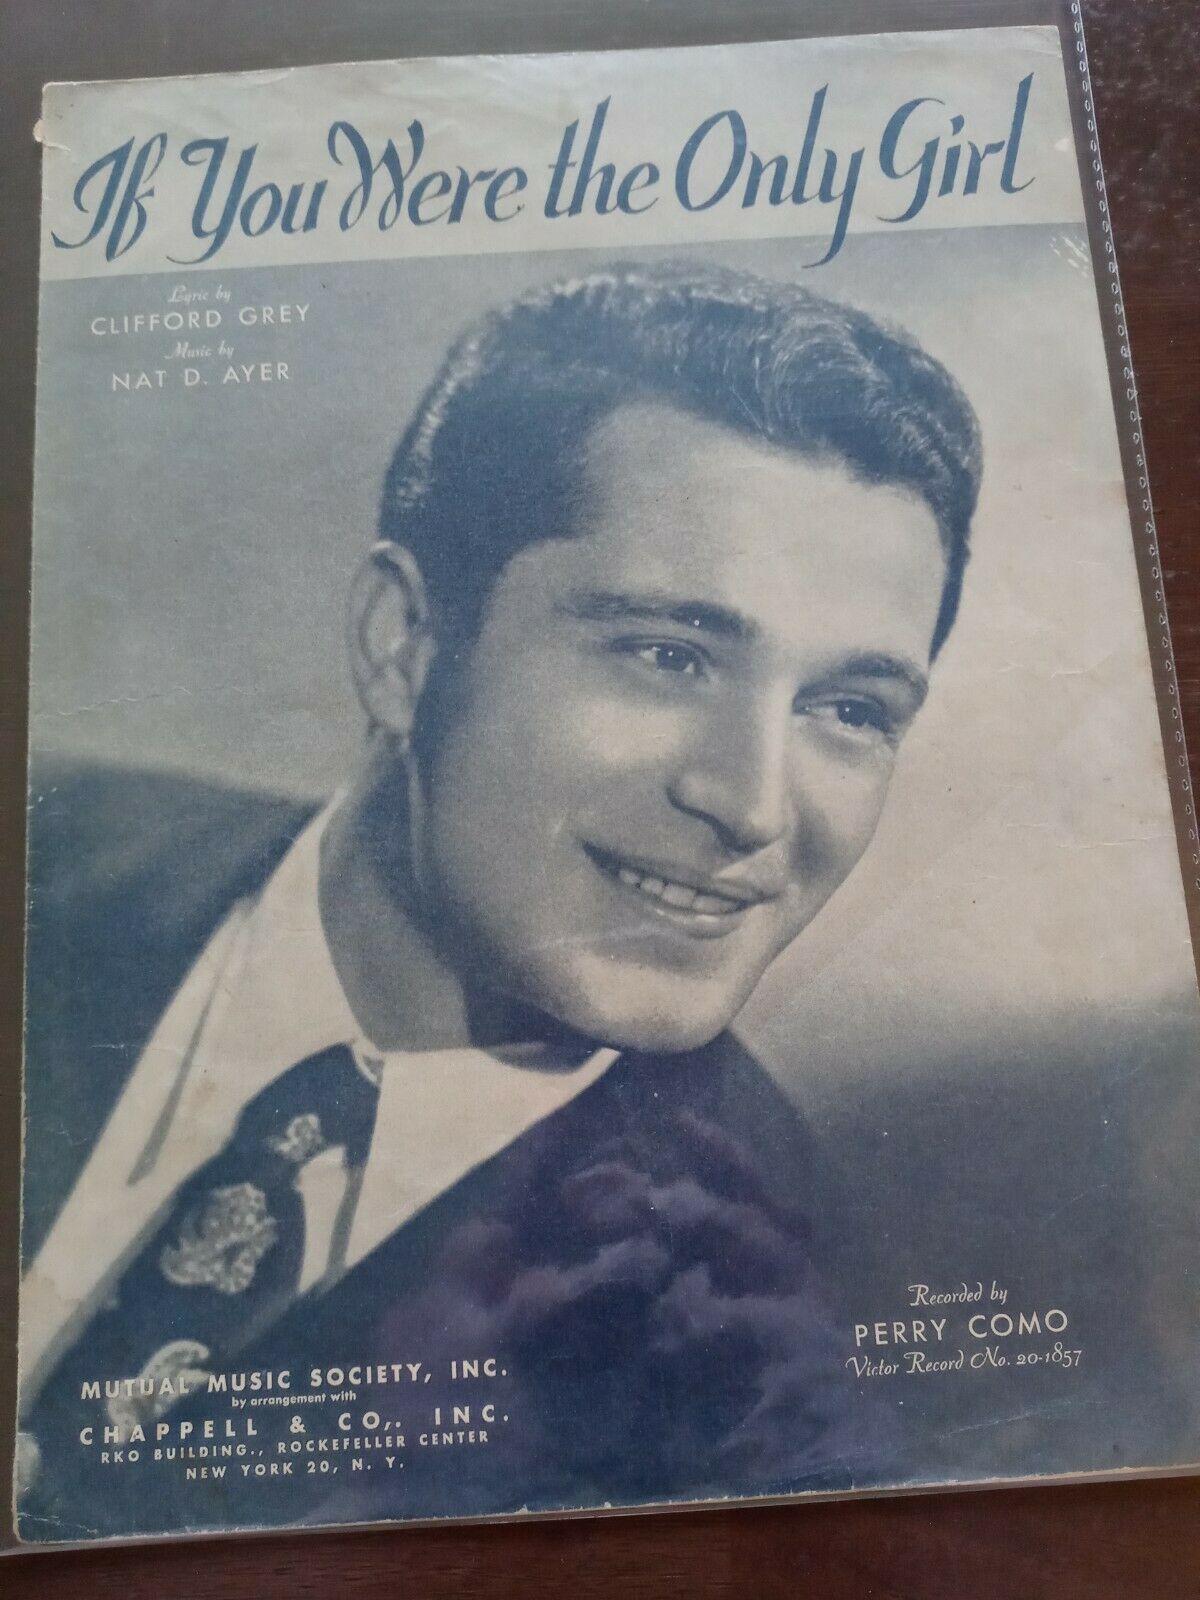 If You Were the Only Girl
Lyric by
CLIFFORD GREY
Music by
NAT D. AYER
Recorded by
PERRY COMO
Victor Record No. 20-1857
MUTUAL MUSIC SOCIETY, INC.
by arrangement with
CHAPPELL & CO,. INC.
RKO BUILDING., ROCKEFELLER CENTER
NEW YORK 20, N. Y.